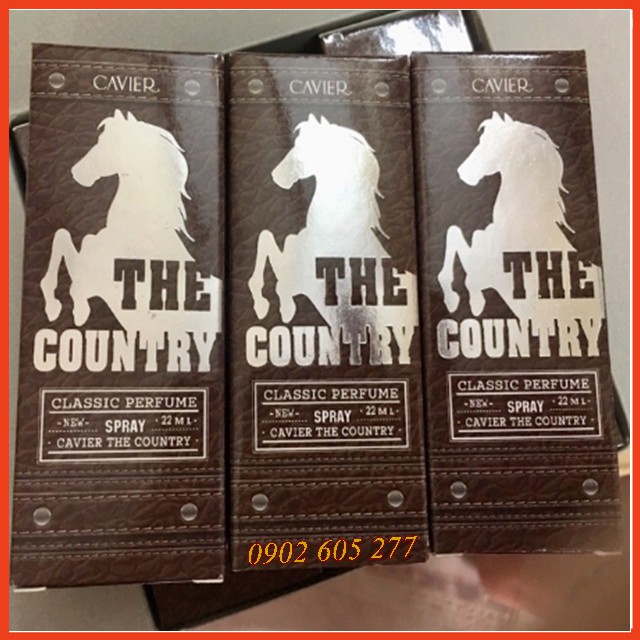 CAVIER
THE
COUNTRY
CLASSIC PERFUME
-NEW- SPRAY · 22 ML ·
· CAVIER THE COUNTRY ·
CAVIER
THE
COUNTRY
CLASSIC PERFUME
-NEW- SPRAY · 22 ML ·
· CAVIER THE COUNTRY ·
CAVIER
THE
COUNTRY
CLASSIC PERFUME
-NEW- SPRAY · 22 ML ·
· CAVIER THE COUNTRY ·
0902 605 277